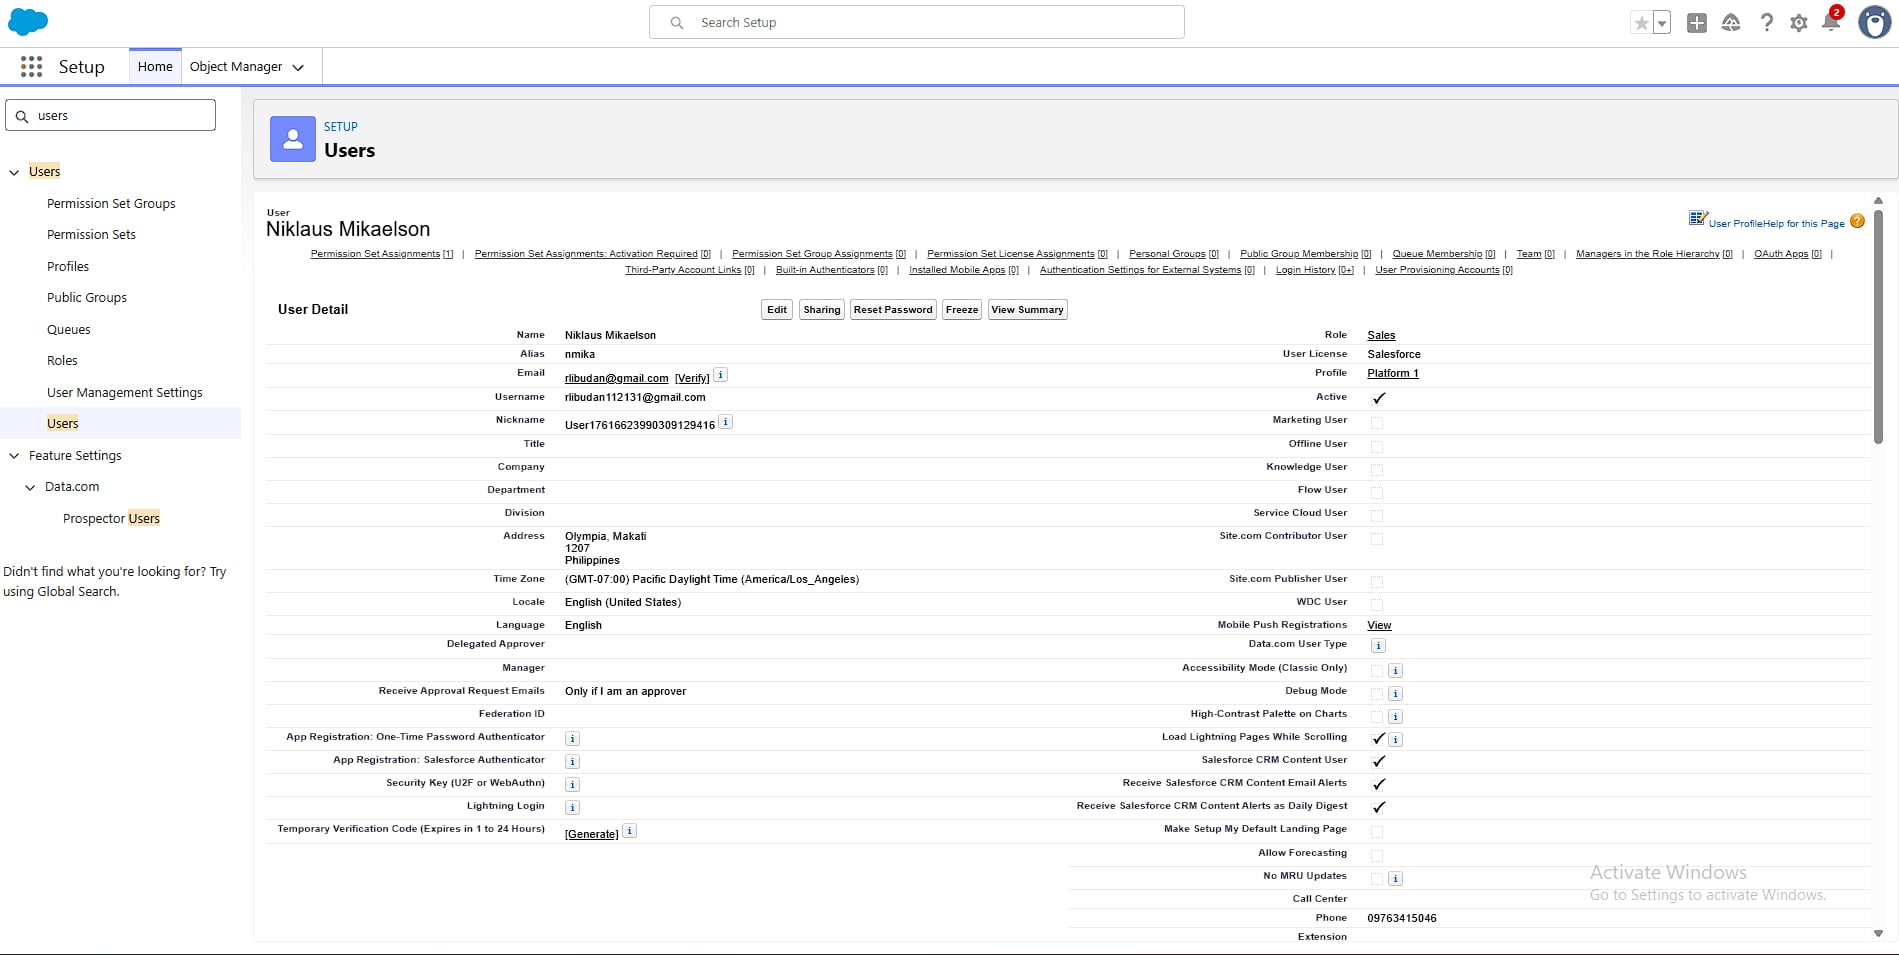 Search Setup
2
Setup
Home
Object Manager
users
Users
Permission Set Groups
Permission Sets
Profiles
Public Groups
Queues
Roles
User Management Settings
Users
Feature Settings
Data.com
Prospector Users
Didn't find what you're looking for? Try
using Global Search.
SETUP
Users
User
Niklaus Mikaelson
User Profile Help for this Page ?
Permission Set Assignments [1] | Permission Set Assignments: Activation Required [0] | Permission Set Group Assignments [0] | Permission Set License Assignments [0] | Personal Groups [0] | Public Group Membership [0] | Queue Membership [0] | Team [0] | Managers in the Role Hierarchy [0] | OAuth Apps [0] |
Third-Party Account Links [0] | Built-in Authenticators [0] | Installed Mobile Apps [0] | Authentication Settings for External Systems [0] | Login History [0+] | User Provisioning Accounts [0]
User Detail
Edit Sharing Reset Password Freeze View Summary
Name Niklaus Mikaelson
Alias nmika
Email rlibudan@gmail.com [Verify] i
Username rlibudan112131@gmail.com
Nickname User17616623990309129416 i
Title
Company
Department
Division
Address Olympia, Makati
1207
Philippines
Time Zone (GMT-07:00) Pacific Daylight Time (America/Los_Angeles)
Locale English (United States)
Language English
Delegated Approver
Manager
Receive Approval Request Emails Only if I am an approver
Federation ID
App Registration: One-Time Password Authenticator i
App Registration: Salesforce Authenticator i
Security Key (U2F or WebAuthn) i
Lightning Login i
Temporary Verification Code (Expires in 1 to 24 Hours) [Generate] i
Role Sales
User License Salesforce
Profile Platform 1
Active
Marketing User
Offline User
Knowledge User
Flow User
Service Cloud User
Site.com Contributor User
Site.com Publisher User
WDC User
Mobile Push Registrations View
Data.com User Type i
Accessibility Mode (Classic Only) i
Debug Mode i
High-Contrast Palette on Charts i
Load Lightning Pages While Scrolling i
Salesforce CRM Content User
Receive Salesforce CRM Content Email Alerts
Receive Salesforce CRM Content Alerts as Daily Digest
Make Setup My Default Landing Page
Allow Forecasting
No MRU Updates i
Call Center
Phone 09763415046
Extension
Activate Windows
Go to Settings to activate Windows.